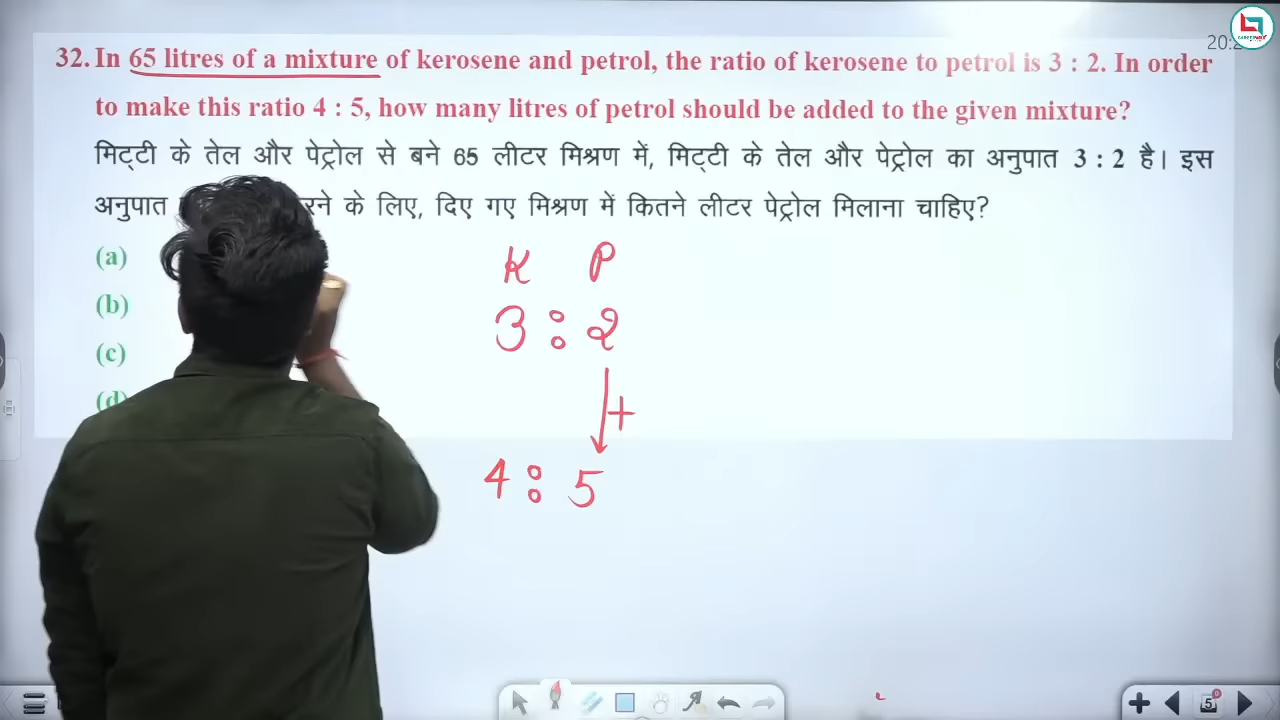 32. In 65 litres of a mixture of kerosene and petrol, the ratio of kerosene to petrol is 3 : 2. In order
to make this ratio 4 : 5, how many litres of petrol should be added to the given mixture?
मिट्टी के तेल और पेट्रोल से बने 65 लीटर मिश्रण में, मिट्टी के तेल और पेट्रोल का अनुपात 3 : 2 है। इस
अनुपात के लिए, दिए गए मिश्रण में कितने लीटर पेट्रोल मिलाना चाहिए?
(a)
(b)
(c)
(d)
K P
3 : 2
+
4 : 5
5